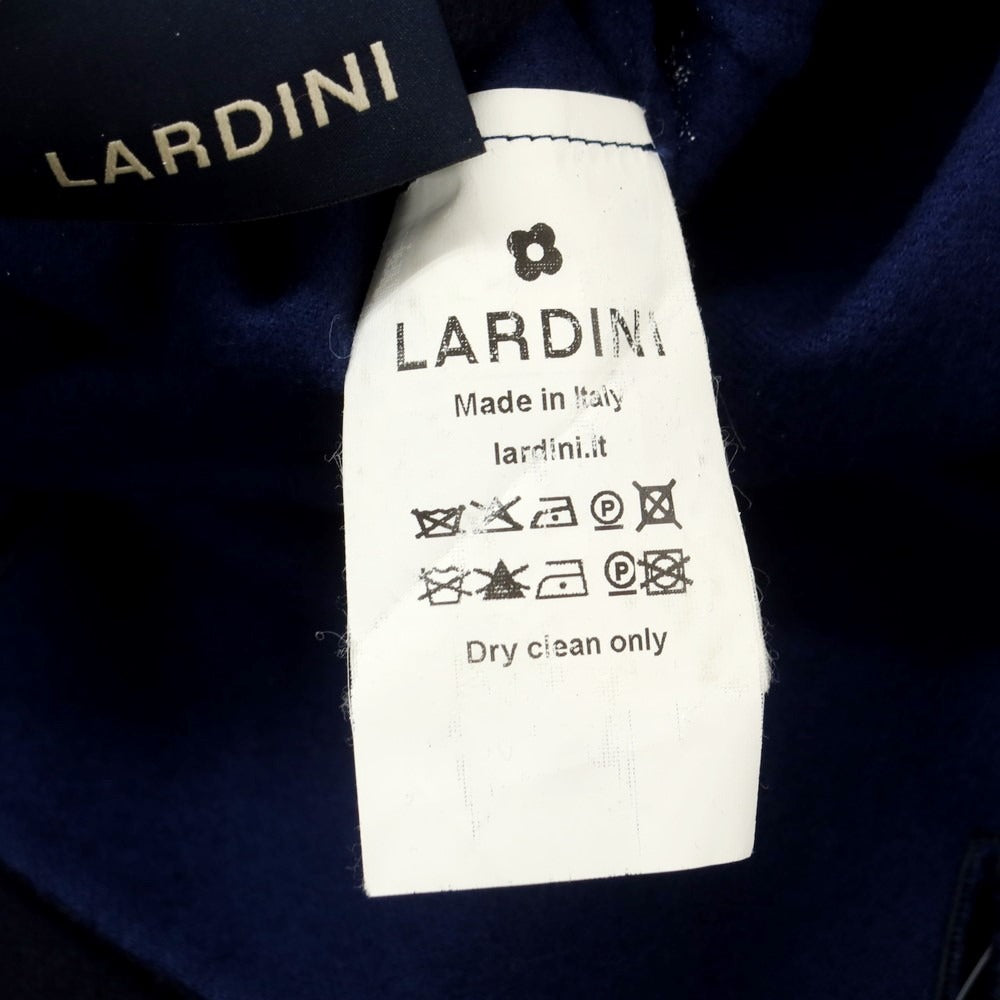 LARDINI
LARDINI
Made in Italy
lardini.it
P
P
Dry clean only